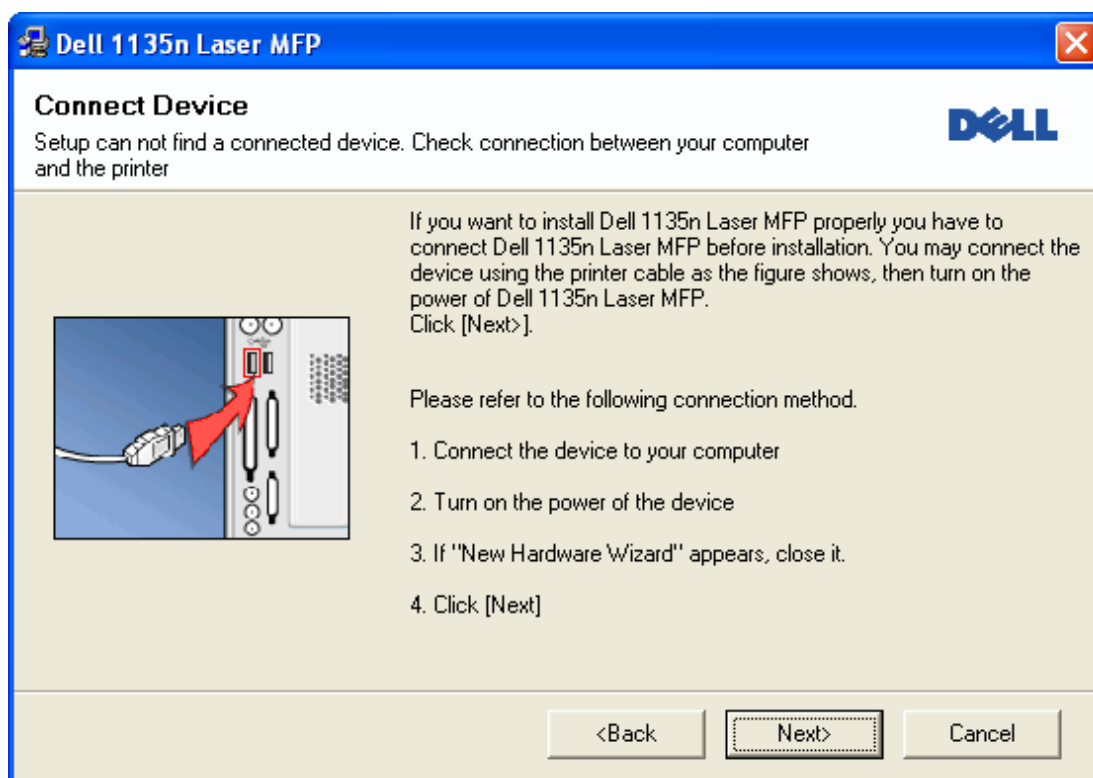 Dell 1135n Laser MFP
Connect Device
Setup can not find a connected device. Check connection between your computer
and the printer
DELL
If you want to install Dell 1135n Laser MFP properly you have to
connect Dell 1135n Laser MFP before installation. You may connect the
device using the printer cable as the figure shows, then turn on the
power of Dell 1135n Laser MFP.
Click [Next>].
Please refer to the following connection method.
1. Connect the device to your computer
2. Turn on the power of the device
3. If "New Hardware Wizard" appears, close it.
4. Click [Next]
<Back
Next>
Cancel